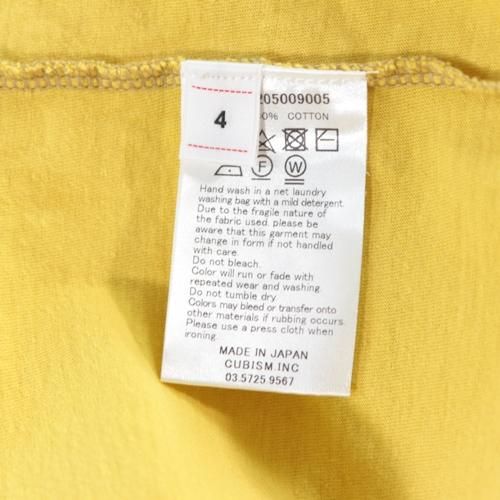 4
205009005
0% COTTON
F W
Hand wash in a net laundry
washing bag with a mild detergent.
Due to the fragile nature of
the fabric used, please be
aware that this garment may
change in form if not handled
with care.
Do not bleach.
Color will run or fade with
repeated wear and washing.
Do not tumble dry.
Colors may bleed or transfer onto
other materials if rubbing occurs.
Please use a press cloth when
ironing.
MADE IN JAPAN
CUBISM.INC
03.5725.9567